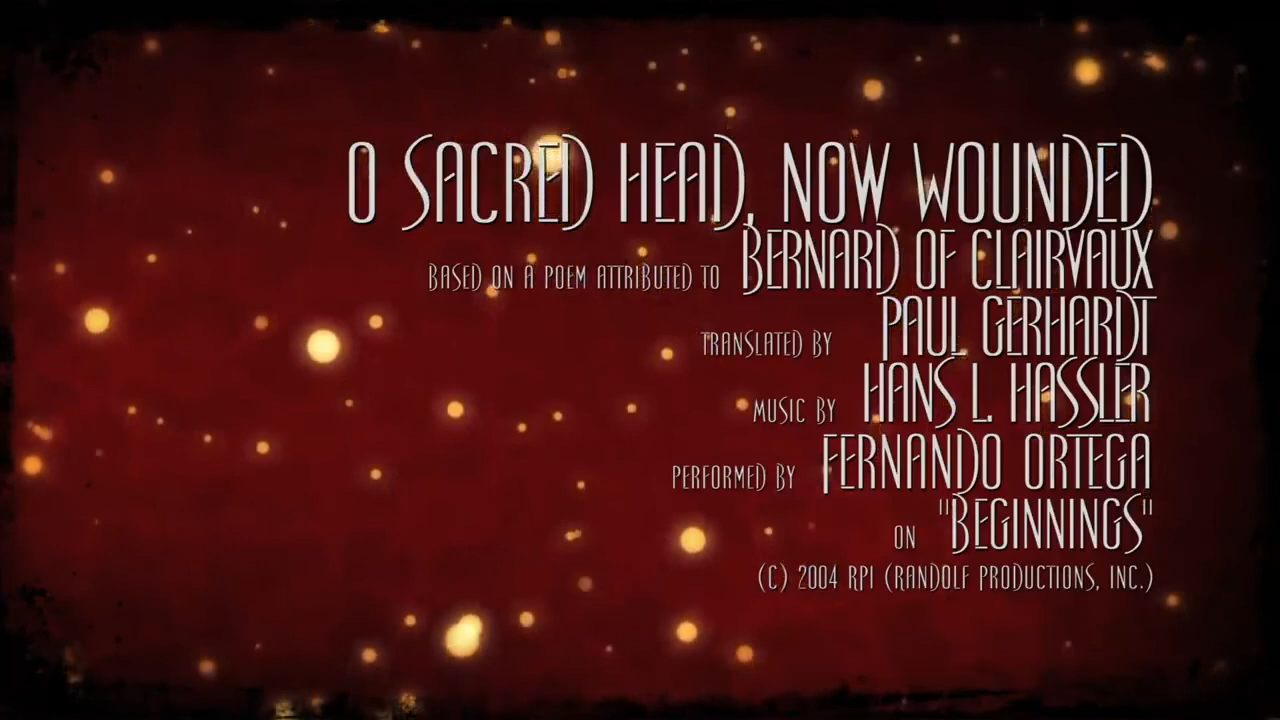 O SACRED HEAD, NOW WOUNDED
BASED ON A POEM ATTRIBUTED TO BERNARD OF CLAIRVAUX
TRANSLATED BY PAUL GERHARDT
MUSIC BY HANS L. HASSLER
PERFORMED BY FERNANDO ORTEGA
ON "BEGINNINGS"
(C) 2004 RPI (RANDOLF PRODUCTIONS, INC.)